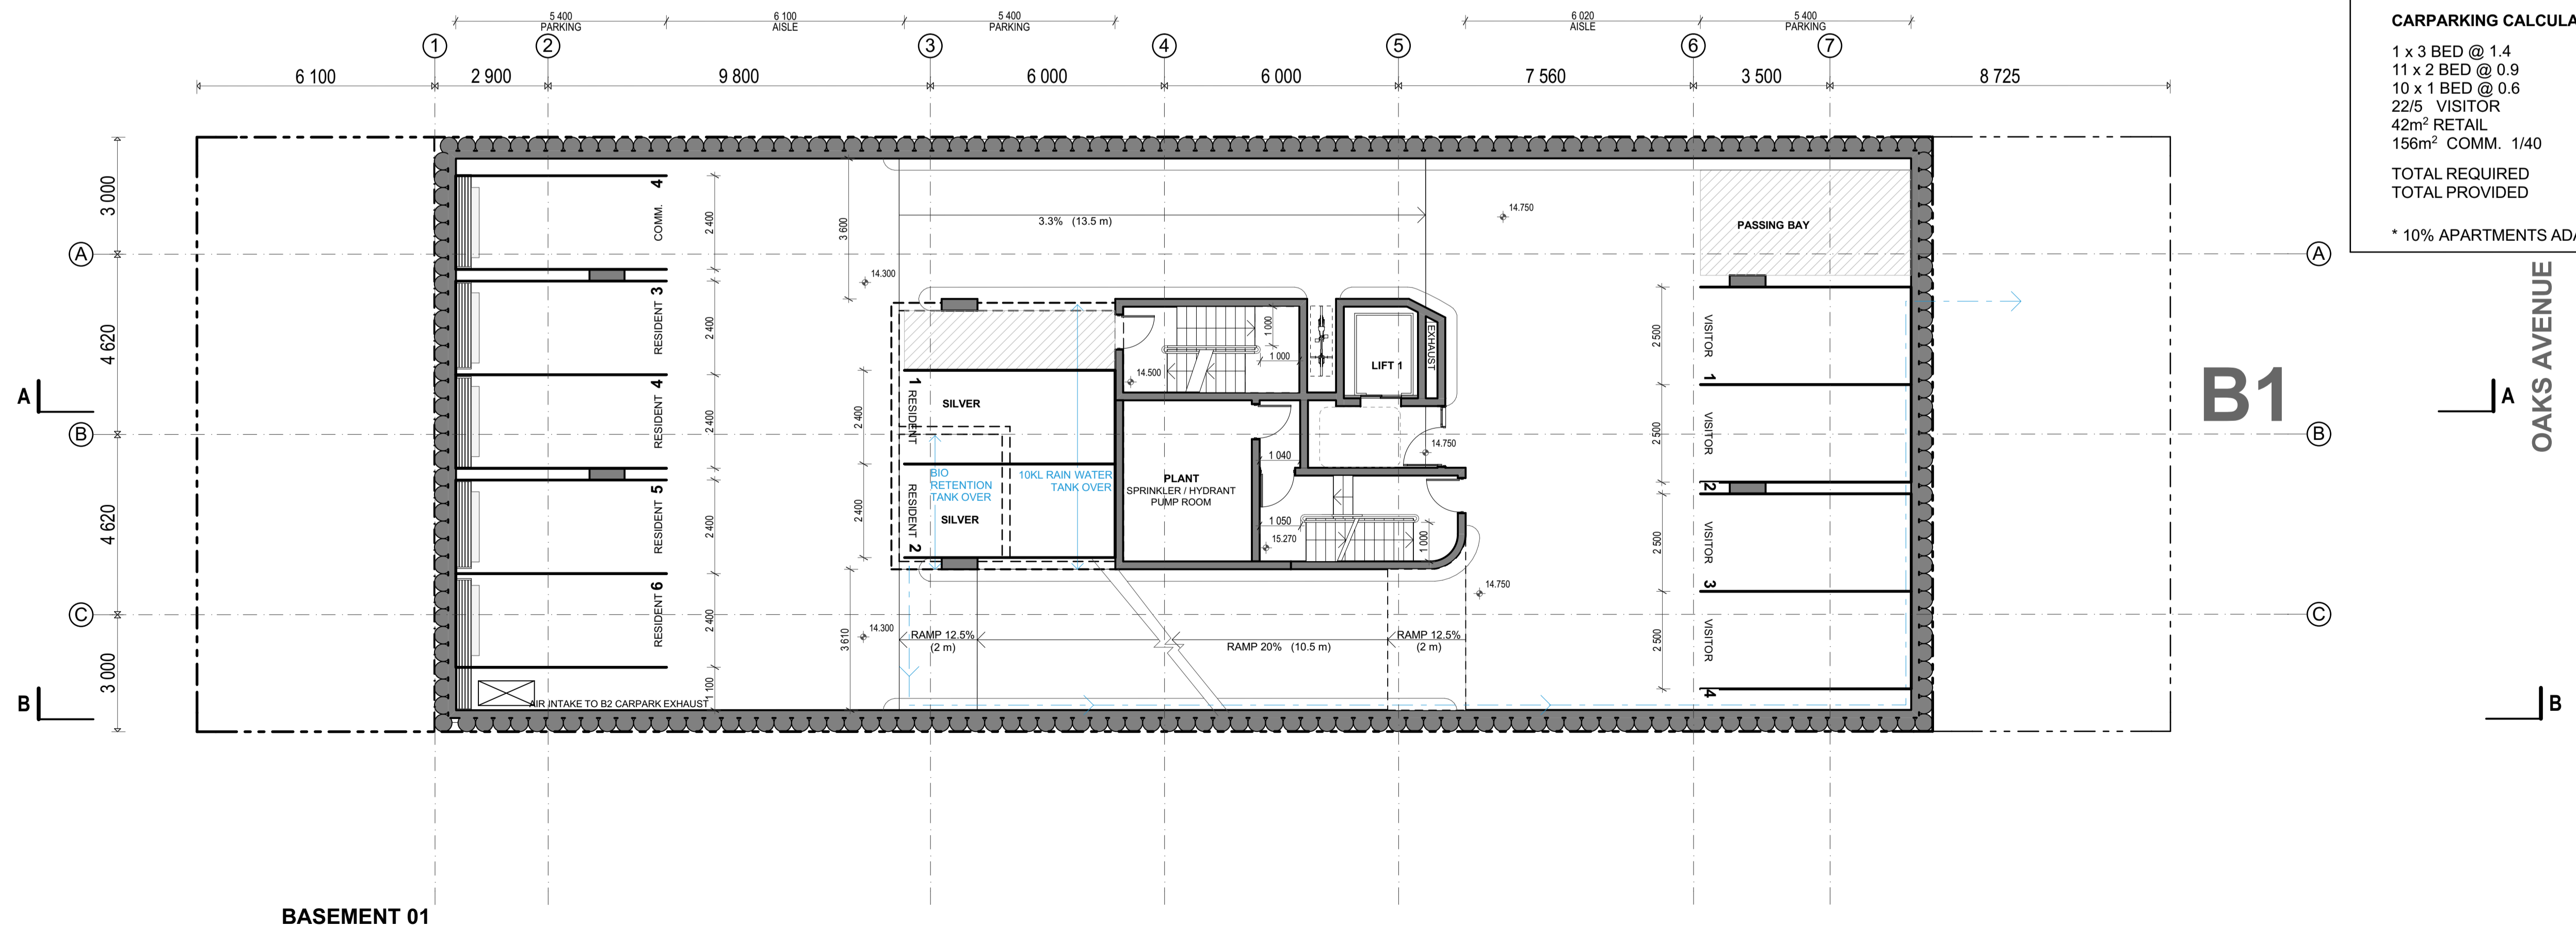 5 400
PARKING
6 100
AISLE
5 400
PARKING
6 020
AISLE
5 400
PARKING
1
2
3
4
5
6
7
6 100
2 900
9 800
6 000
6 000
7 560
3 500
8 725
CARPARKING CALCULA
1 x 3 BED @ 1.4
11 x 2 BED @ 0.9
10 x 1 BED @ 0.6
22/5 VISITOR
42m² RETAIL
156m² COMM. 1/40
TOTAL REQUIRED
TOTAL PROVIDED
* 10% APARTMENTS ADA
3 000
4 620
4 620
3 000
A
B
C
A
B
A
B
C
A
B
B1
OAKS AVENUE
4
COMM.
2 400
RESIDENT 3
2 400
RESIDENT 4
2 400
RESIDENT 5
2 400
RESIDENT 6
2 400
1 100
AIR INTAKE TO B2 CARPARK EXHAUST
3 600
3.3% (13.5 m)
14.750
14.300
PASSING BAY
1 RESIDENT
SILVER
2 400
BIO
RETENTION
TANK OVER
10KL RAIN WATER
TANK OVER
RESIDENT 2
SILVER
2 400
14.500
1 000
1 000
LIFT 1
EXHAUST
14.750
PLANT
SPRINKLER / HYDRANT
PUMP ROOM
1 040
1 050
15.270
1 000
14.750
14.300
3 610
RAMP 12.5%
(2 m)
RAMP 20% (10.5 m)
RAMP 12.5%
(2 m)
2 500
VISITOR 1
2 500
VISITOR 2
2 500
VISITOR 3
2 500
VISITOR 4
BASEMENT 01